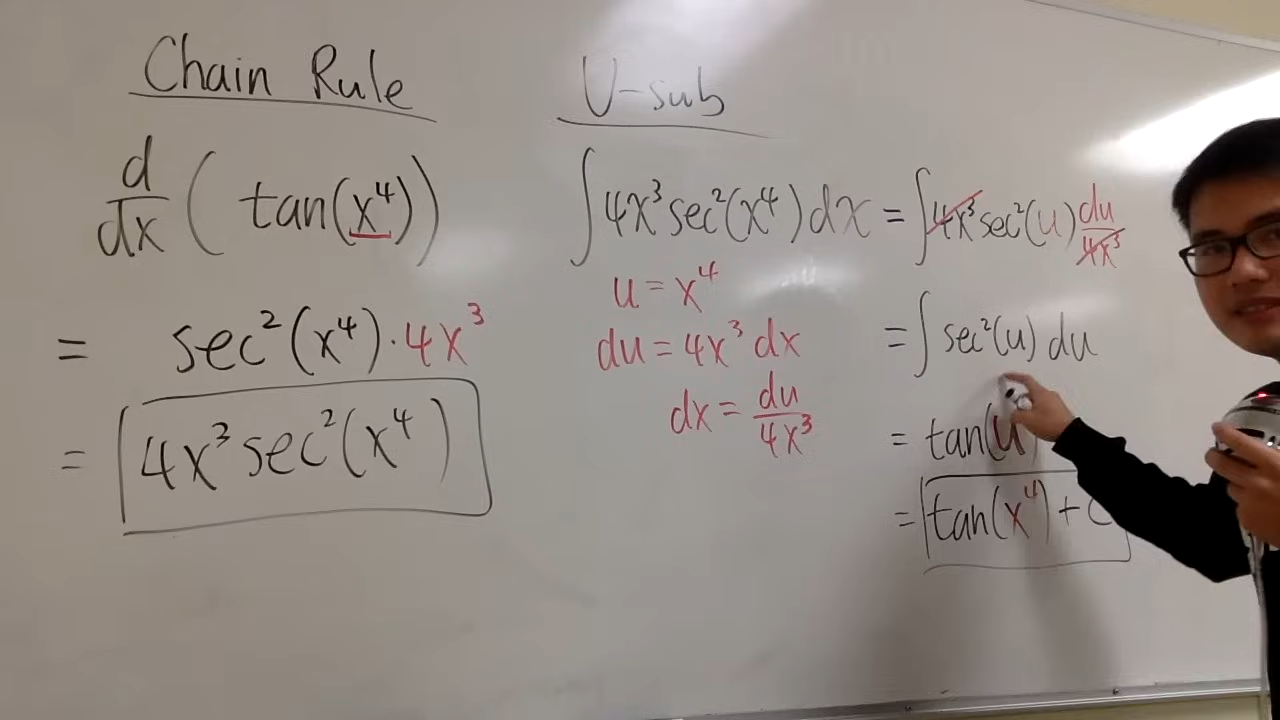 Chain Rule
d/dx ( tan(x⁴) )
= sec²(x⁴) · 4x³
= 4x³ sec²(x⁴)
U-sub
∫ 4x³ sec²(x⁴) dx = ∫ 4x³ sec²(u) du/4x³
u = x⁴
du = 4x³ dx
dx = du/4x³
= ∫ sec²(u) du
= tan(u)
= tan(x⁴) + C